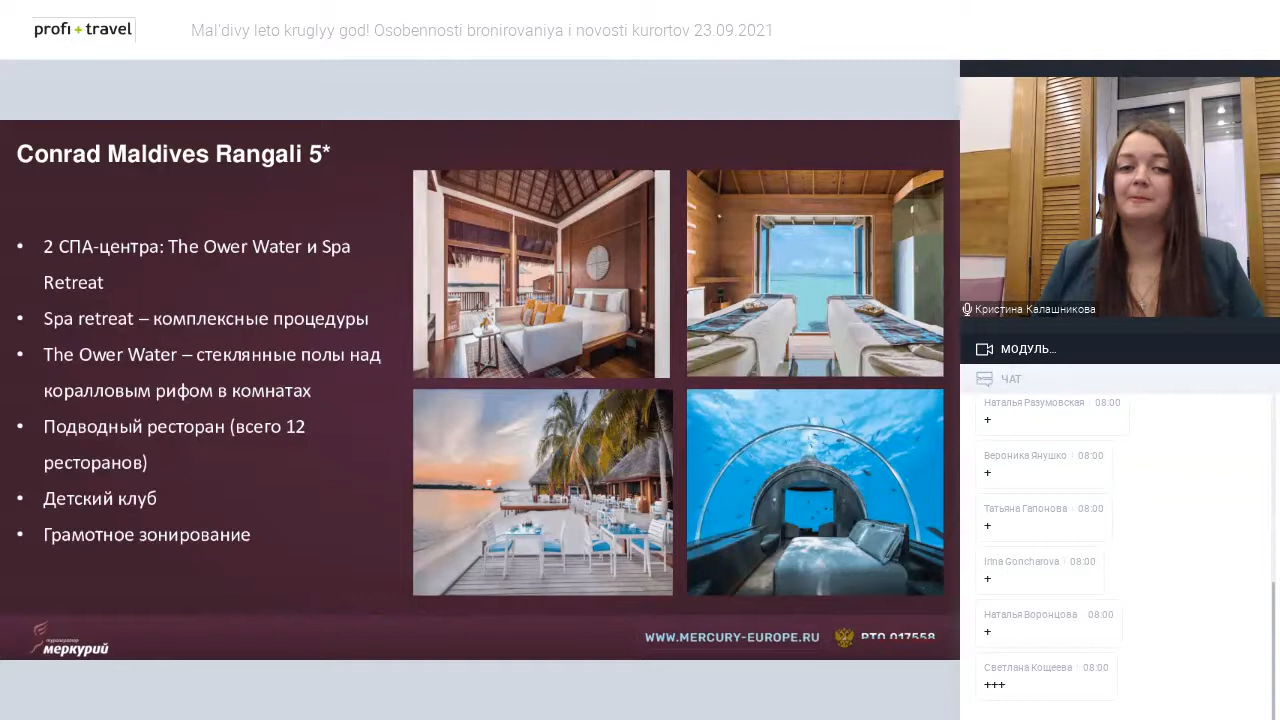 profi + travel
Mal'divy leto kruglyy god! Osobennosti bronirovaniya i novosti kurortov 23.09.2021
Conrad Maldives Rangali 5*
• 2 СПА-центра: The Ower Water и Spa
Retreat
• Spa retreat – комплексные процедуры
• The Ower Water – стеклянные полы над
коралловым рифом в комнатах
• Подводный ресторан (всего 12
ресторанов)
• Детский клуб
• Грамотное зонирование
туроператор
меркурий
WWW.MERCURY-EUROPE.RU
РТО 017558
Кристина Калашникова
МОДУЛЬ...
ЧАТ
Наталья Разумовская 08:00
+
Вероника Янушко 08:00
+
Татьяна Гапонова 08:00
+
Irina Goncharova 08:00
+
Наталья Воронцова 08:00
+
Светлана Кощеева 08:00
+++